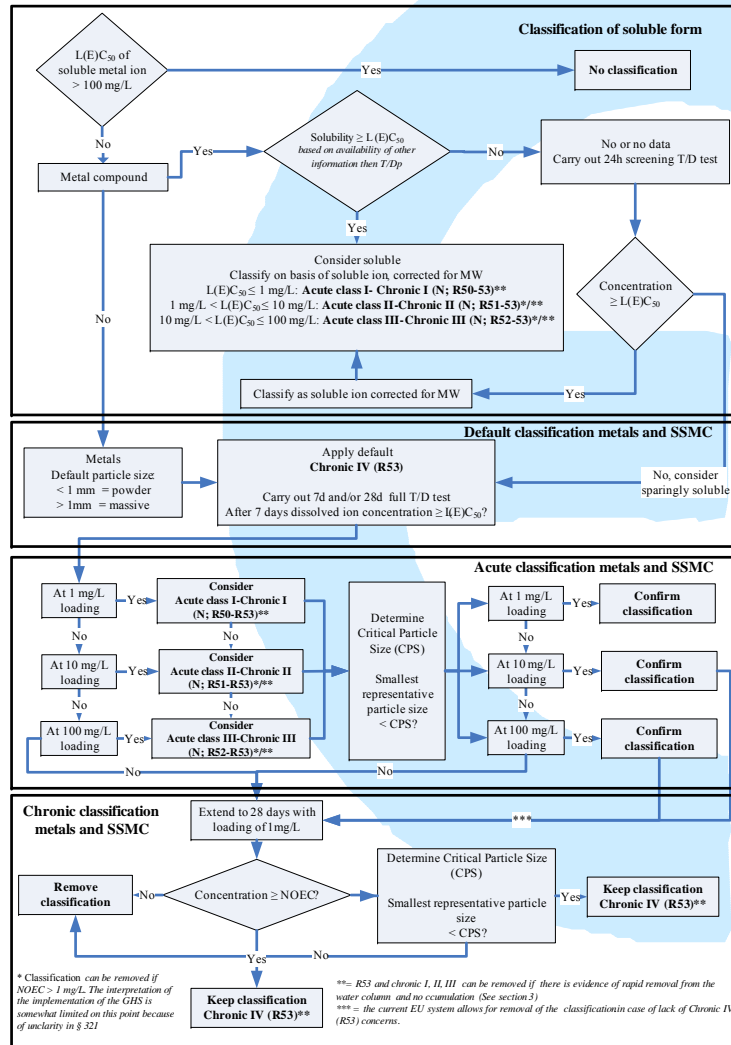 Classification of soluble form
L(E)C50 of
soluble metal ion
> 100 mg/L
Yes
No classification
No
Metal compound
Yes
Solubility ≥ L(E)C50
based on availability of other
information then T/Dp
No
No or no data
Carry out 24h screening T/D test
Yes
Consider soluble
Classify on basis of soluble ion, corrected for MW
L(E)C50 ≤ 1 mg/L: Acute class I- Chronic I (N; R50-53)**
1 mg/L < L(E)C50 ≤ 10 mg/L: Acute class II-Chronic II (N; R51-53)*/**
10 mg/L < L(E)C50 ≤ 100 mg/L: Acute class III-Chronic III (N; R52-53)*/**
Concentration
≥ L(E)C50
No
Classify as soluble ion corrected for MW
Yes
Default classification metals and SSMC
Metals
Default particle size:
< 1 mm = powder
> 1mm = massive
Apply default
Chronic IV (R53)
Carry out 7d and/or 28d full T/D test
After 7 days dissolved ion concentration ≥ l(E)C50?
No, consider
sparingly soluble
Acute classification metals and SSMC
At 1 mg/L
loading
Yes
Consider
Acute class I-Chronic I
(N; R50-R53)**
No
No
At 10 mg/L
loading
Yes
Consider
Acute class II-Chronic II
(N; R51-R53)*/**
No
No
At 100 mg/L
loading
Yes
Consider
Acute class III-Chronic III
(N; R52-R53)*/**
No
Determine
Critical Particle
Size (CPS)
Smallest
representative
particle size
< CPS?
At 1 mg/L
loading
Yes
Confirm
classification
No
At 10 mg/L
loading
Yes
Confirm
classification
No
At 100 mg/L
loading
Yes
Confirm
classification
No
Chronic classification
metals and SSMC
Extend to 28 days with
loading of 1mg/L
***
Remove
classification
No
Concentration ≥ NOEC?
Determine Critical Particle Size
(CPS)
Smallest representative particle
size
< CPS?
Yes
Keep classification
Chronic IV (R53)**
No
Yes
Keep classification
Chronic IV (R53)**
* Classification can be removed if
NOEC > 1 mg/L. The interpretation of
the implementation of the GHS is
somewhat limited on this point because
of unclarity in § 321
**= R53 and chronic I, II, III can be removed if there is evidence of rapid removal from the
water column and no ccumulation (See section 3)
*** = the current EU system allows for removal of the classificationin case of lack of Chronic IV
(R53) concerns.